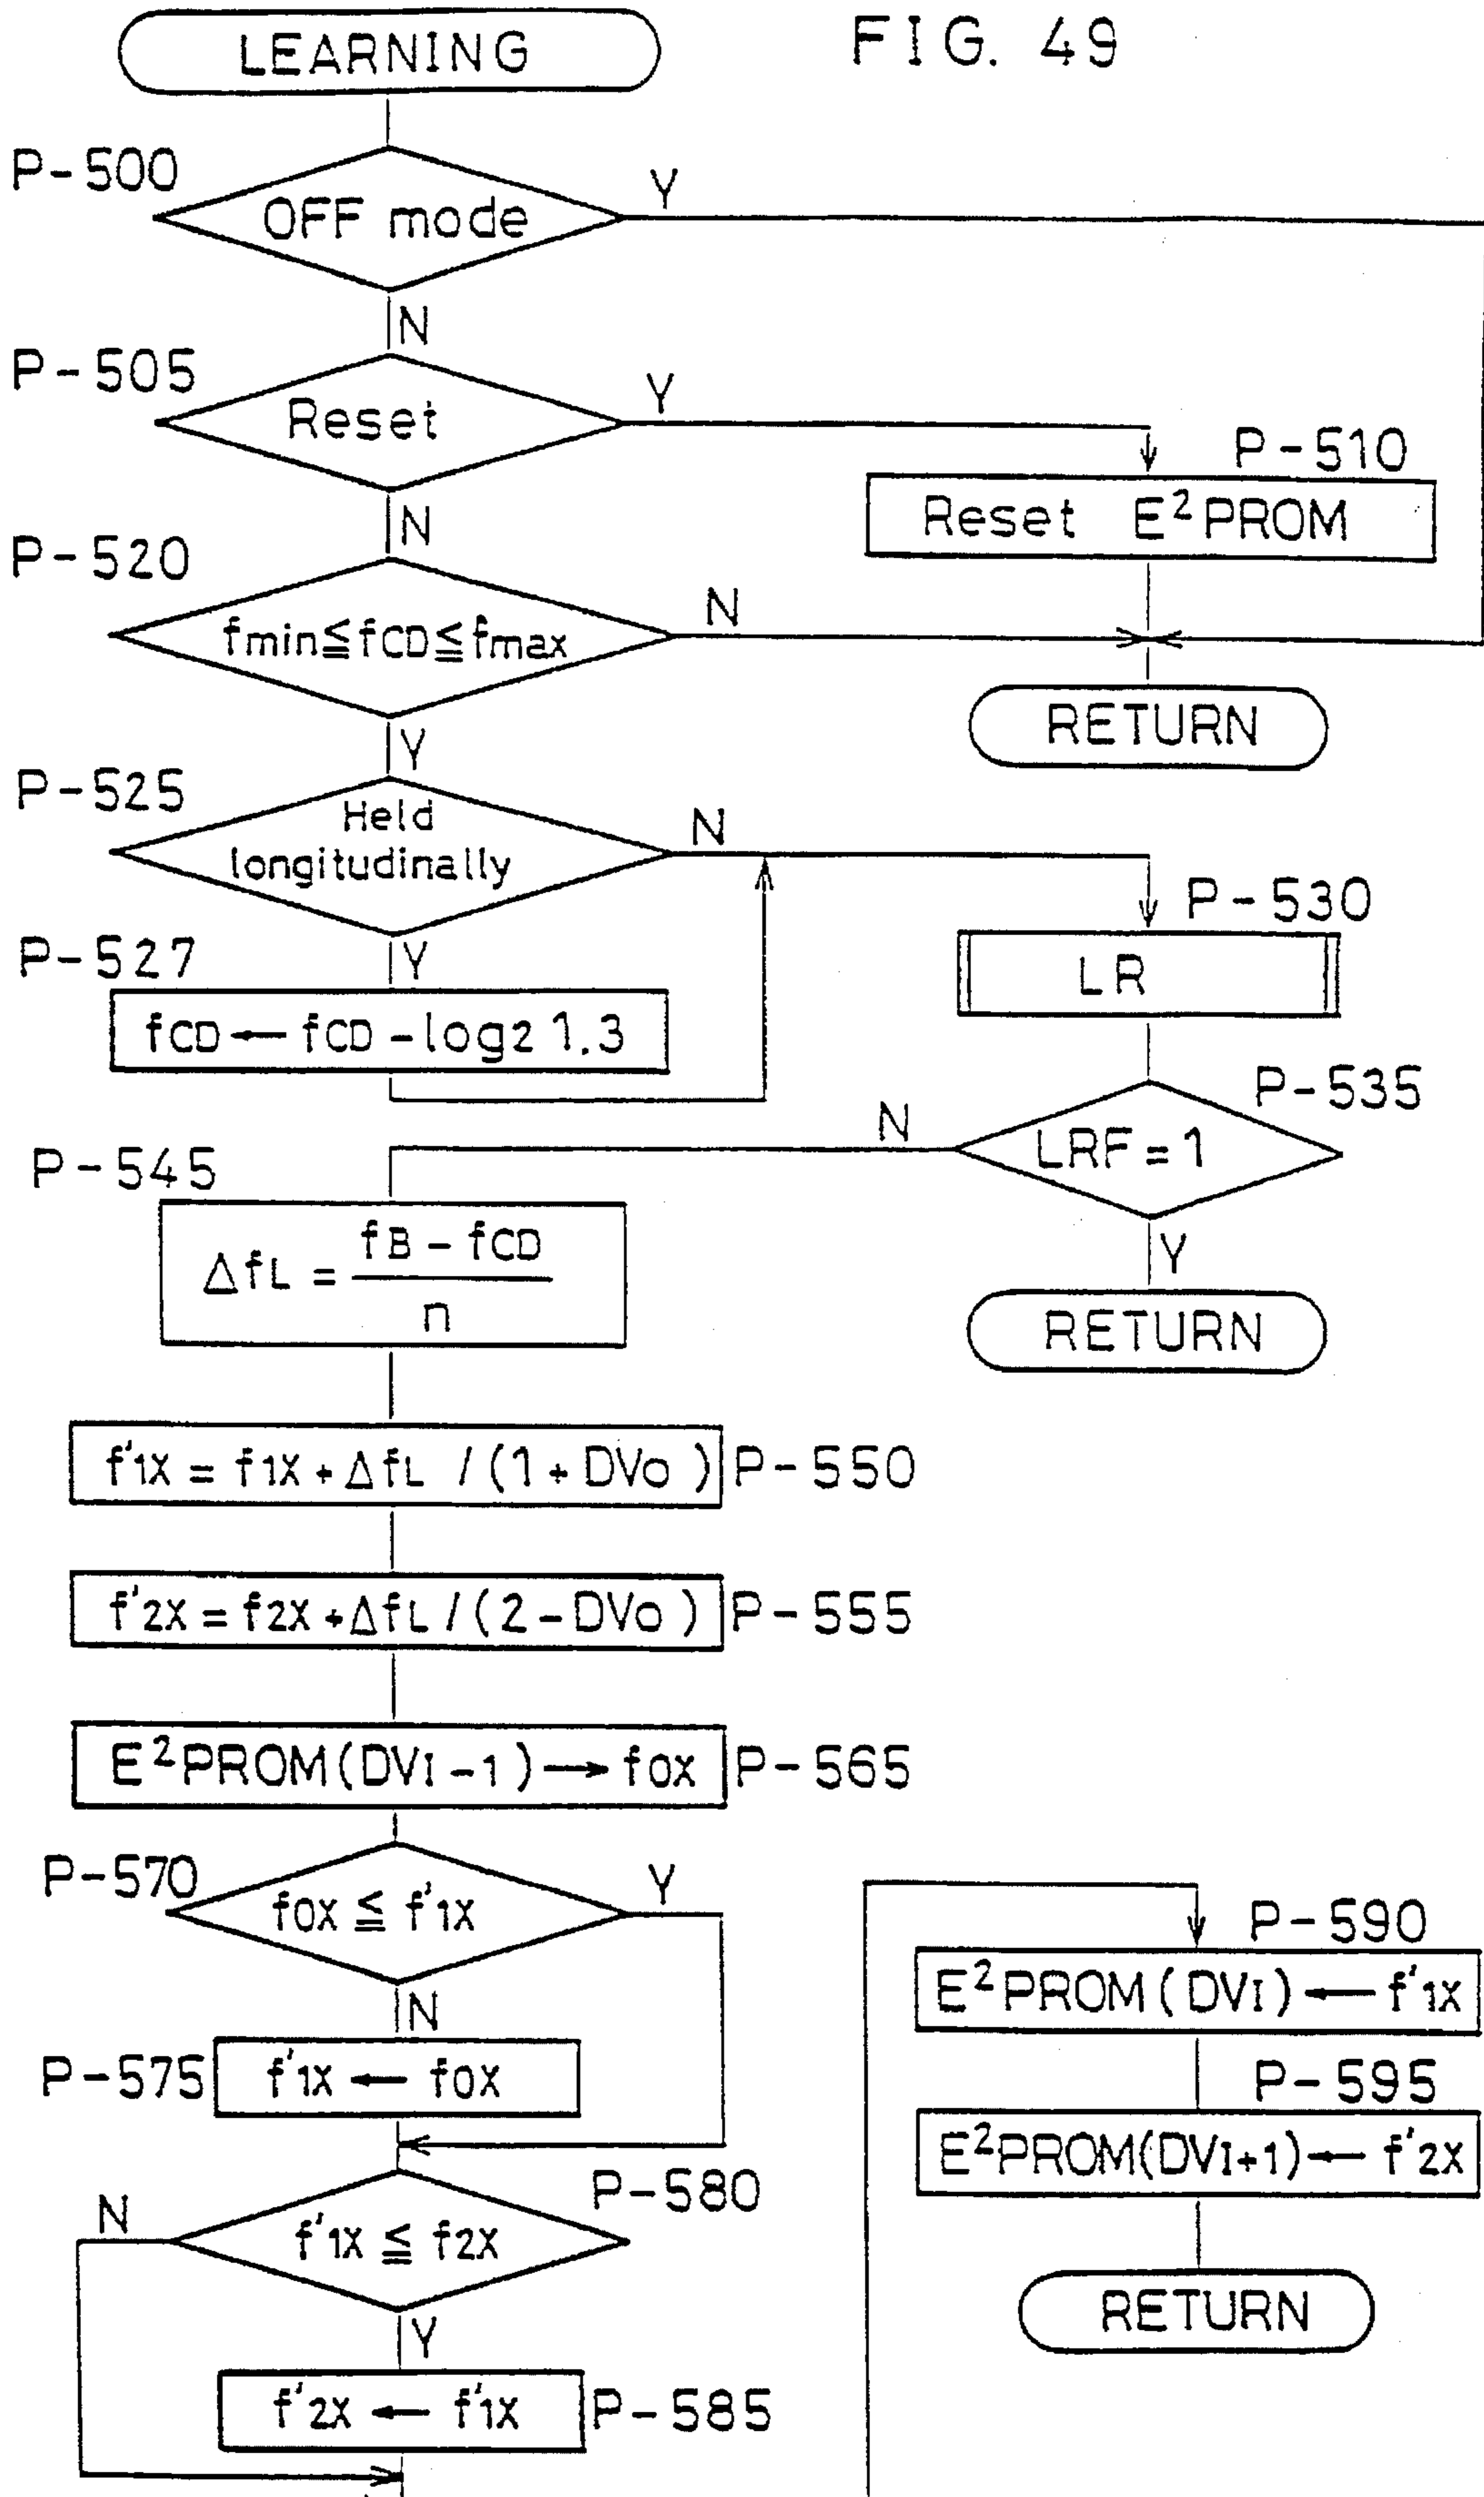 FIG. 49
LEARNING
P-500
OFF mode
Y
N
P-505
Reset
Y
N
P-510
Reset E²PROM
P-520
fmin≦fCD≦fmax
N
Y
RETURN
P-525
Held
longitudinally
N
Y
P-527
fCD←fCD-log2 1.3
P-530
LR
P-535
LRF=1
N
Y
RETURN
P-545
ΔfL = fB - fCD
n
f'1X = f1X + ΔfL / (1 + DVo) P-550
f'2X = f2X + ΔfL / (2 - DVo) P-555
E²PROM(DVI-1)→f0X P-565
P-570
f0X ≦ f'1X
Y
N
P-575
f'1X ← f0X
P-580
f'1X ≦ f2X
N
Y
f'2X ← f'1X P-585
P-590
E²PROM(DVI)←f'1X
P-595
E²PROM(DVI+1)←f'2X
RETURN